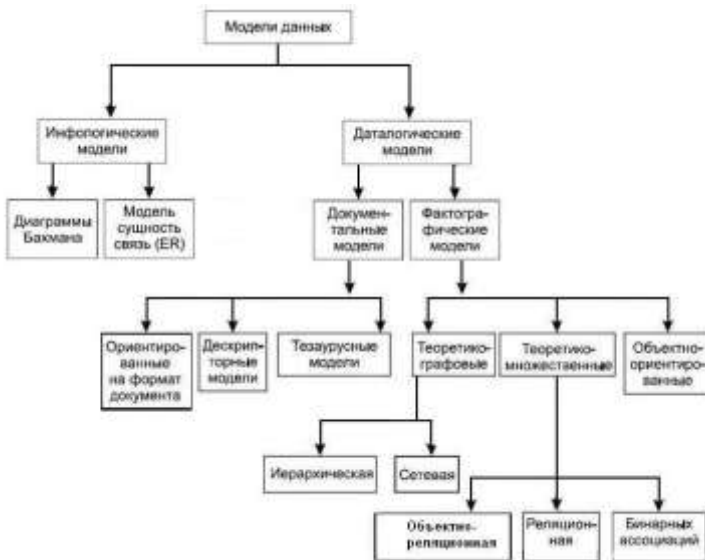 Модели данных
Инфологические
модели
Даталогические
модели
Диаграммы
Бахмана
Модель
сущность
связь (ER)
Докумен-
тальные
модели
Фактогра-
фические
модели
Ориентиро-
ванные
на формат
документа
Дескрип-
торные
модели
Тезаурусные
модели
Теоретико-
графовые
Теоретико-
множественные
Объектно-
ориентиро-
ванные
Иерархическая
Сетевая
Объектно-
реляционная
Реляцион-
ная
Бинарных
ассоциаций